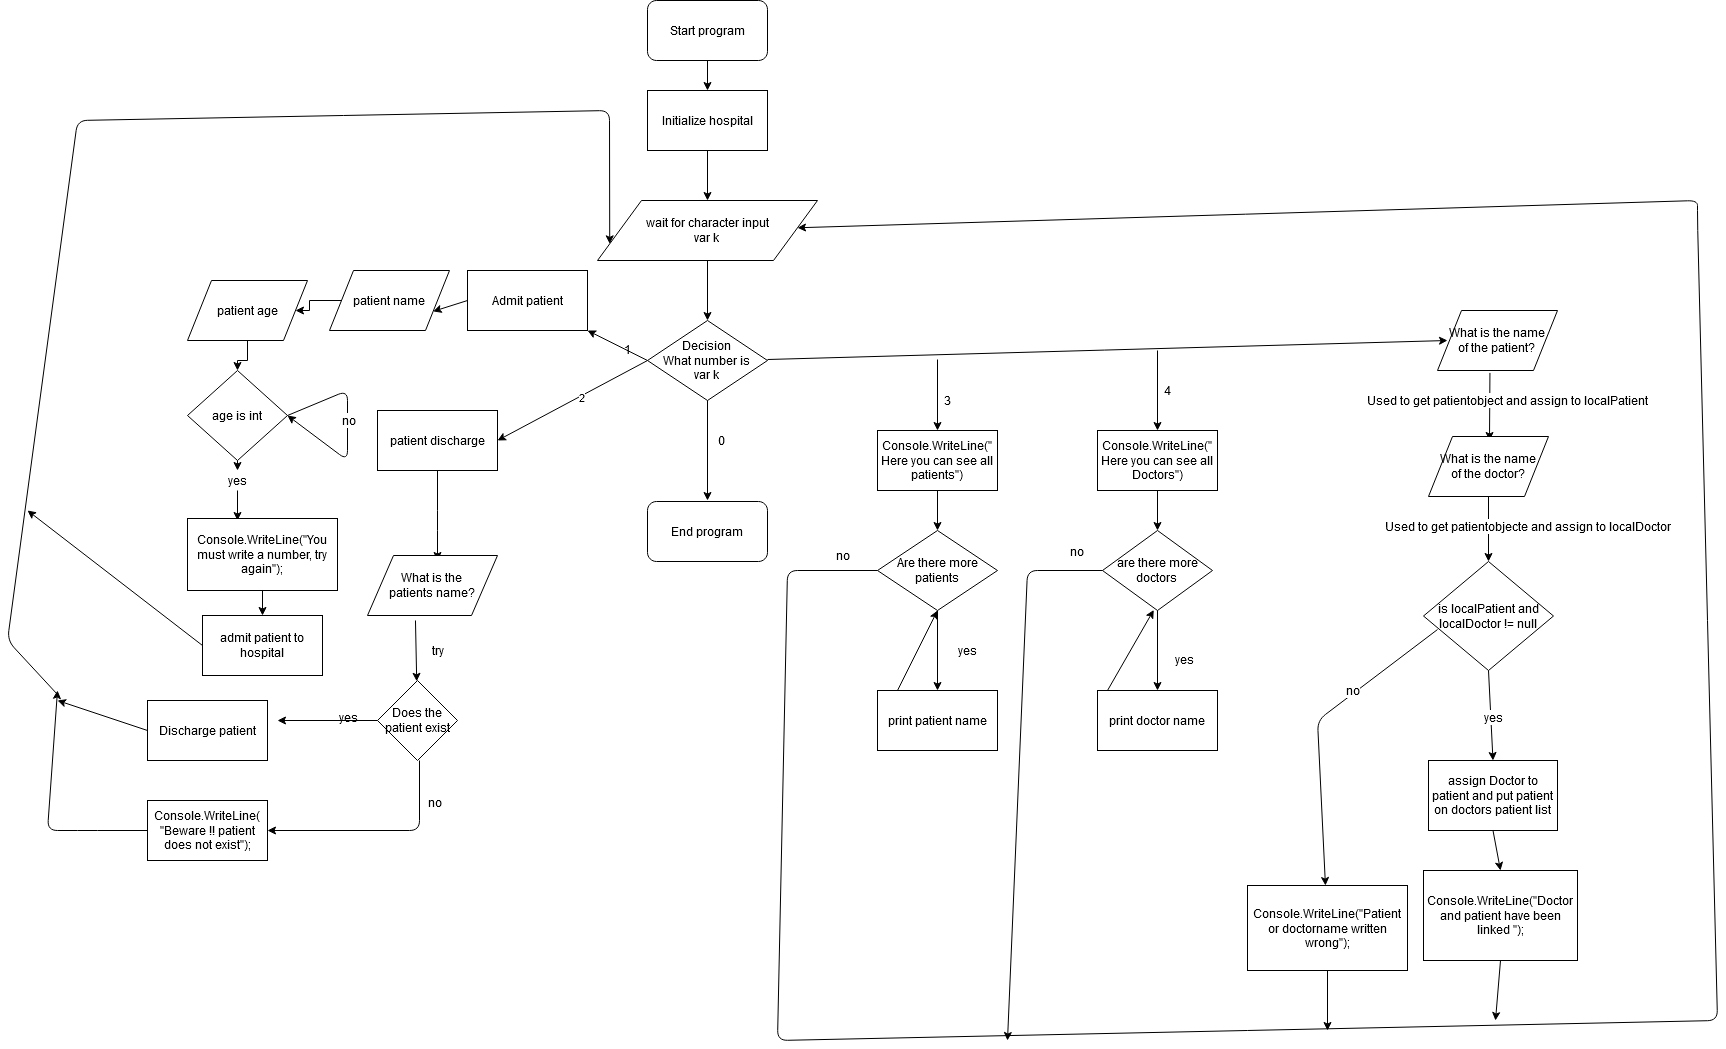 Start program
Initialize hospital
wait for character input
var k
Decision
What number is
var k
1
2
0
3
4
End program
Admit patient
patient name
patient age
age is int
no
yes
Console.WriteLine("You
must write a number, try
again");
admit patient to
hospital
patient discharge
What is the
patients name?
try
Does the
patient exist
yes
no
Discharge patient
Console.WriteLine(
"Beware !! patient
does not exist");
Console.WriteLine("
Here you can see all
patients")
Are there more
patients
no
yes
print patient name
Console.WriteLine("
Here you can see all
Doctors")
are there more
doctors
no
yes
print doctor name
What is the name
of the patient?
Used to get patientobject and assign to localPatient
What is the name
of the doctor?
Used to get patientobjecte and assign to localDoctor
is localPatient and
localDoctor != null
no
yes
assign Doctor to
patient and put patient
on doctors patient list
Console.WriteLine("Patient
or doctorname written
wrong");
Console.WriteLine("Doctor
and patient have been
linked ");